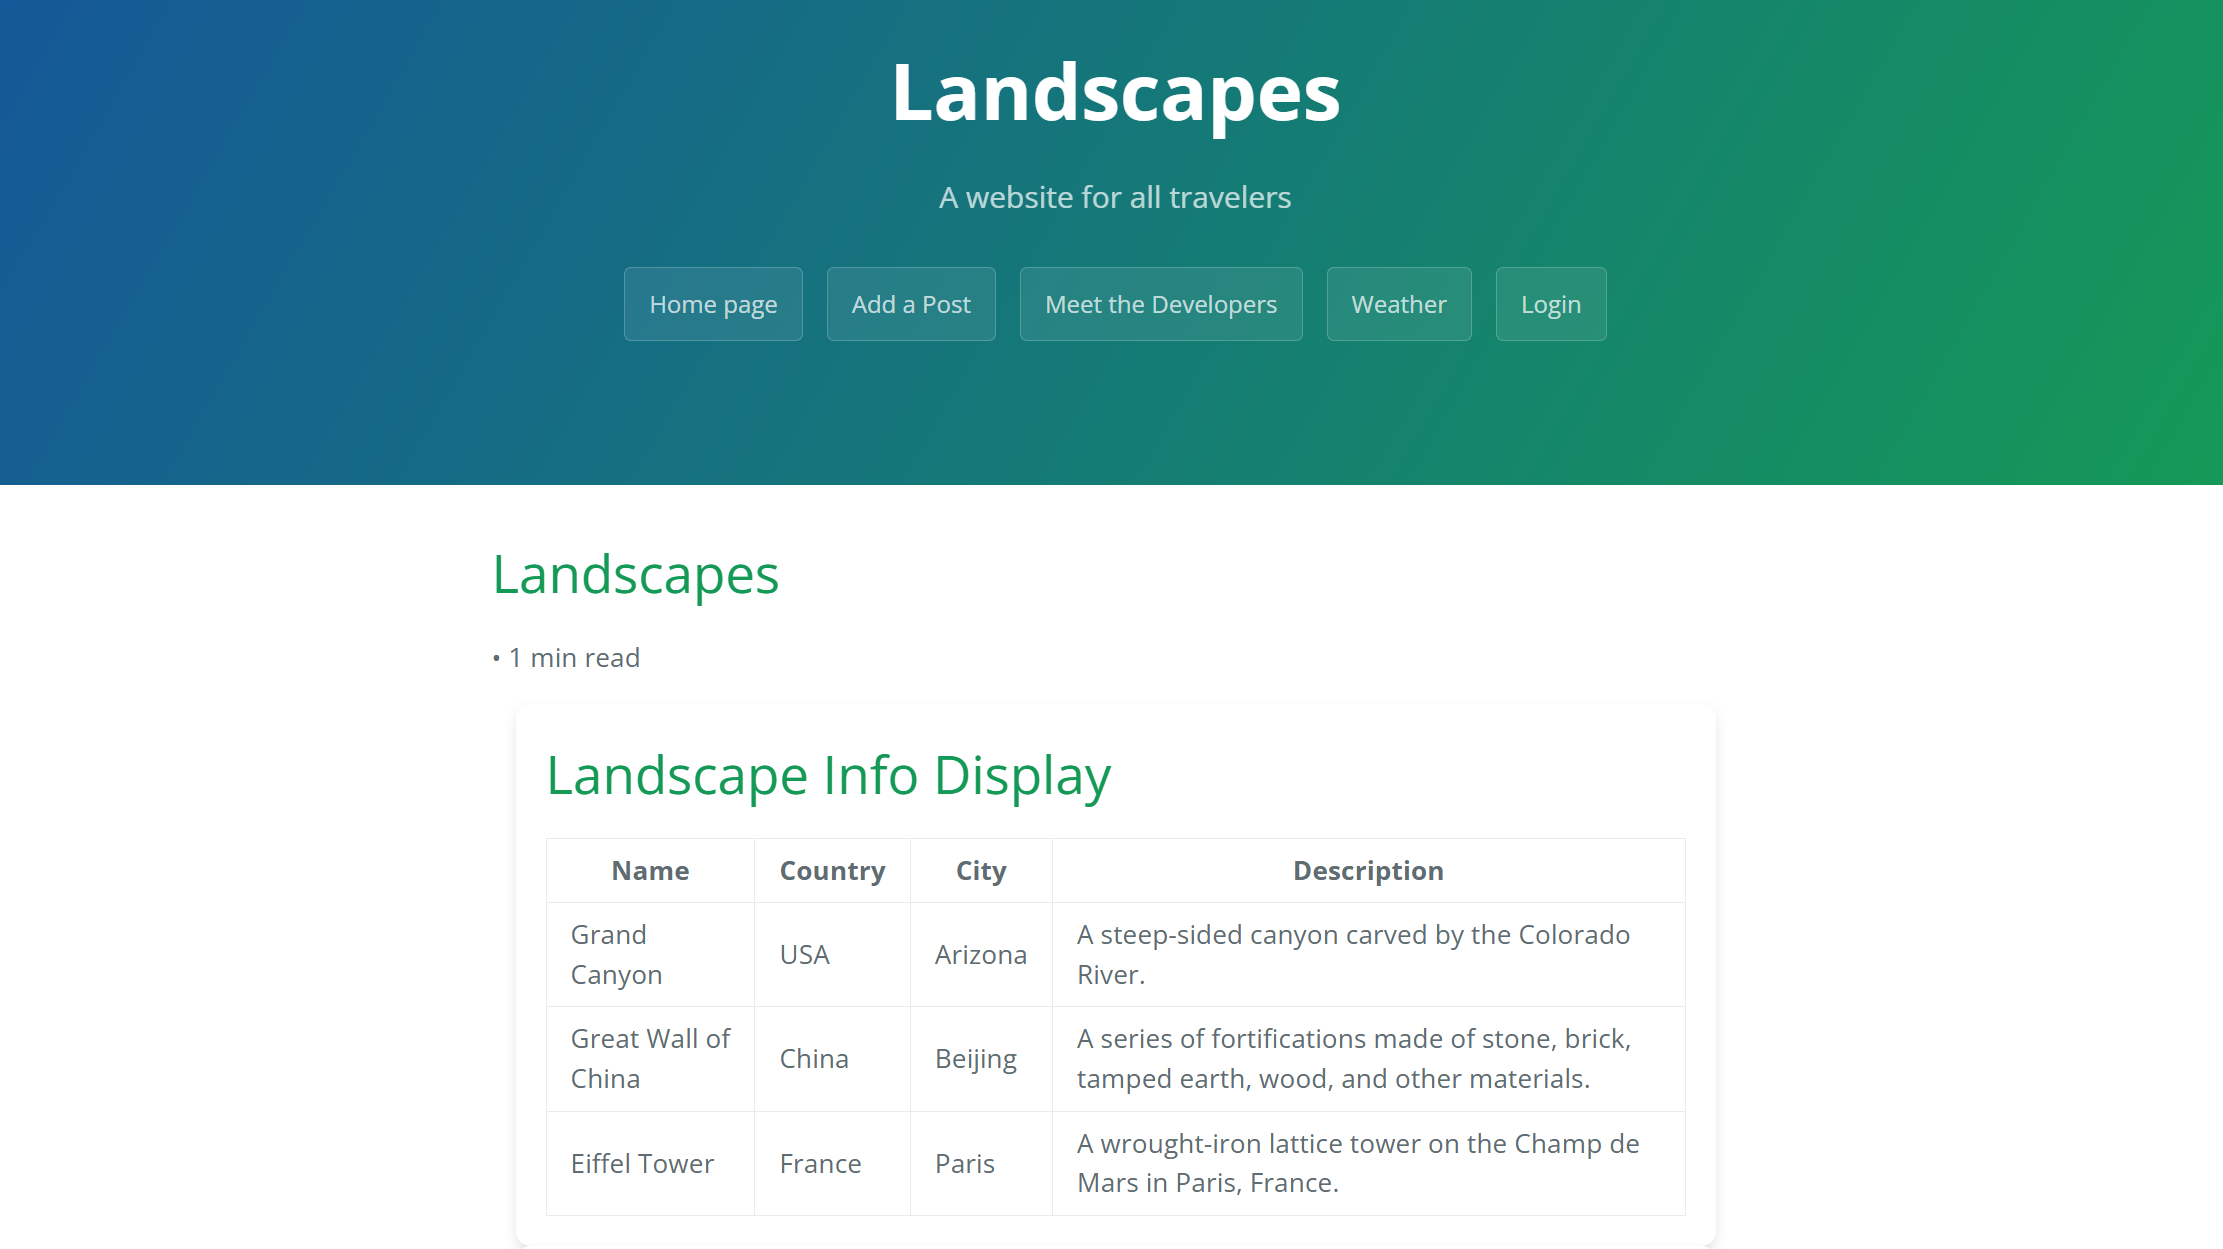 Landscapes
A website for all travelers
Home page Add a Post Meet the Developers Weather Login
Landscapes
• 1 min read
Landscape Info Display
Name Country City Description
Grand Canyon USA Arizona A steep-sided canyon carved by the Colorado River.
Great Wall of China China Beijing A series of fortifications made of stone, brick, tamped earth, wood, and other materials.
Eiffel Tower France Paris A wrought-iron lattice tower on the Champ de Mars in Paris, France.